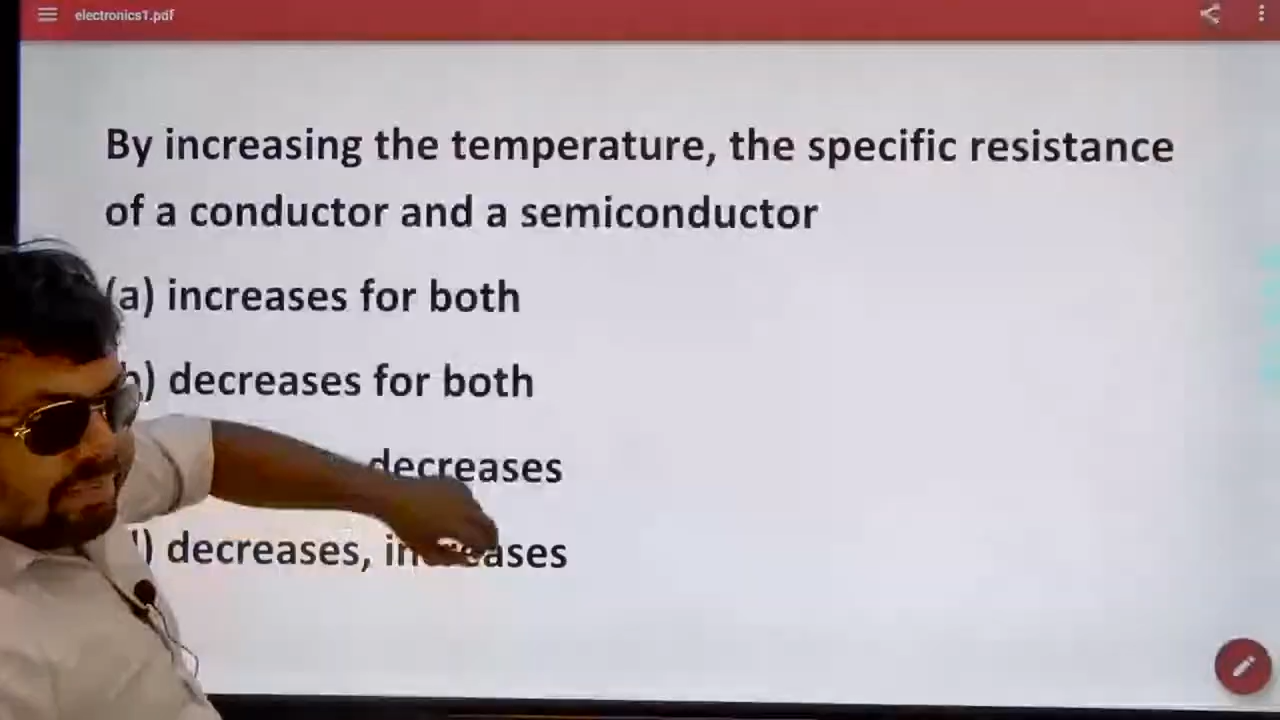 electronics1.pdf
By increasing the temperature, the specific resistance
of a conductor and a semiconductor
(a) increases for both
b) decreases for both
decreases
) decreases, increases